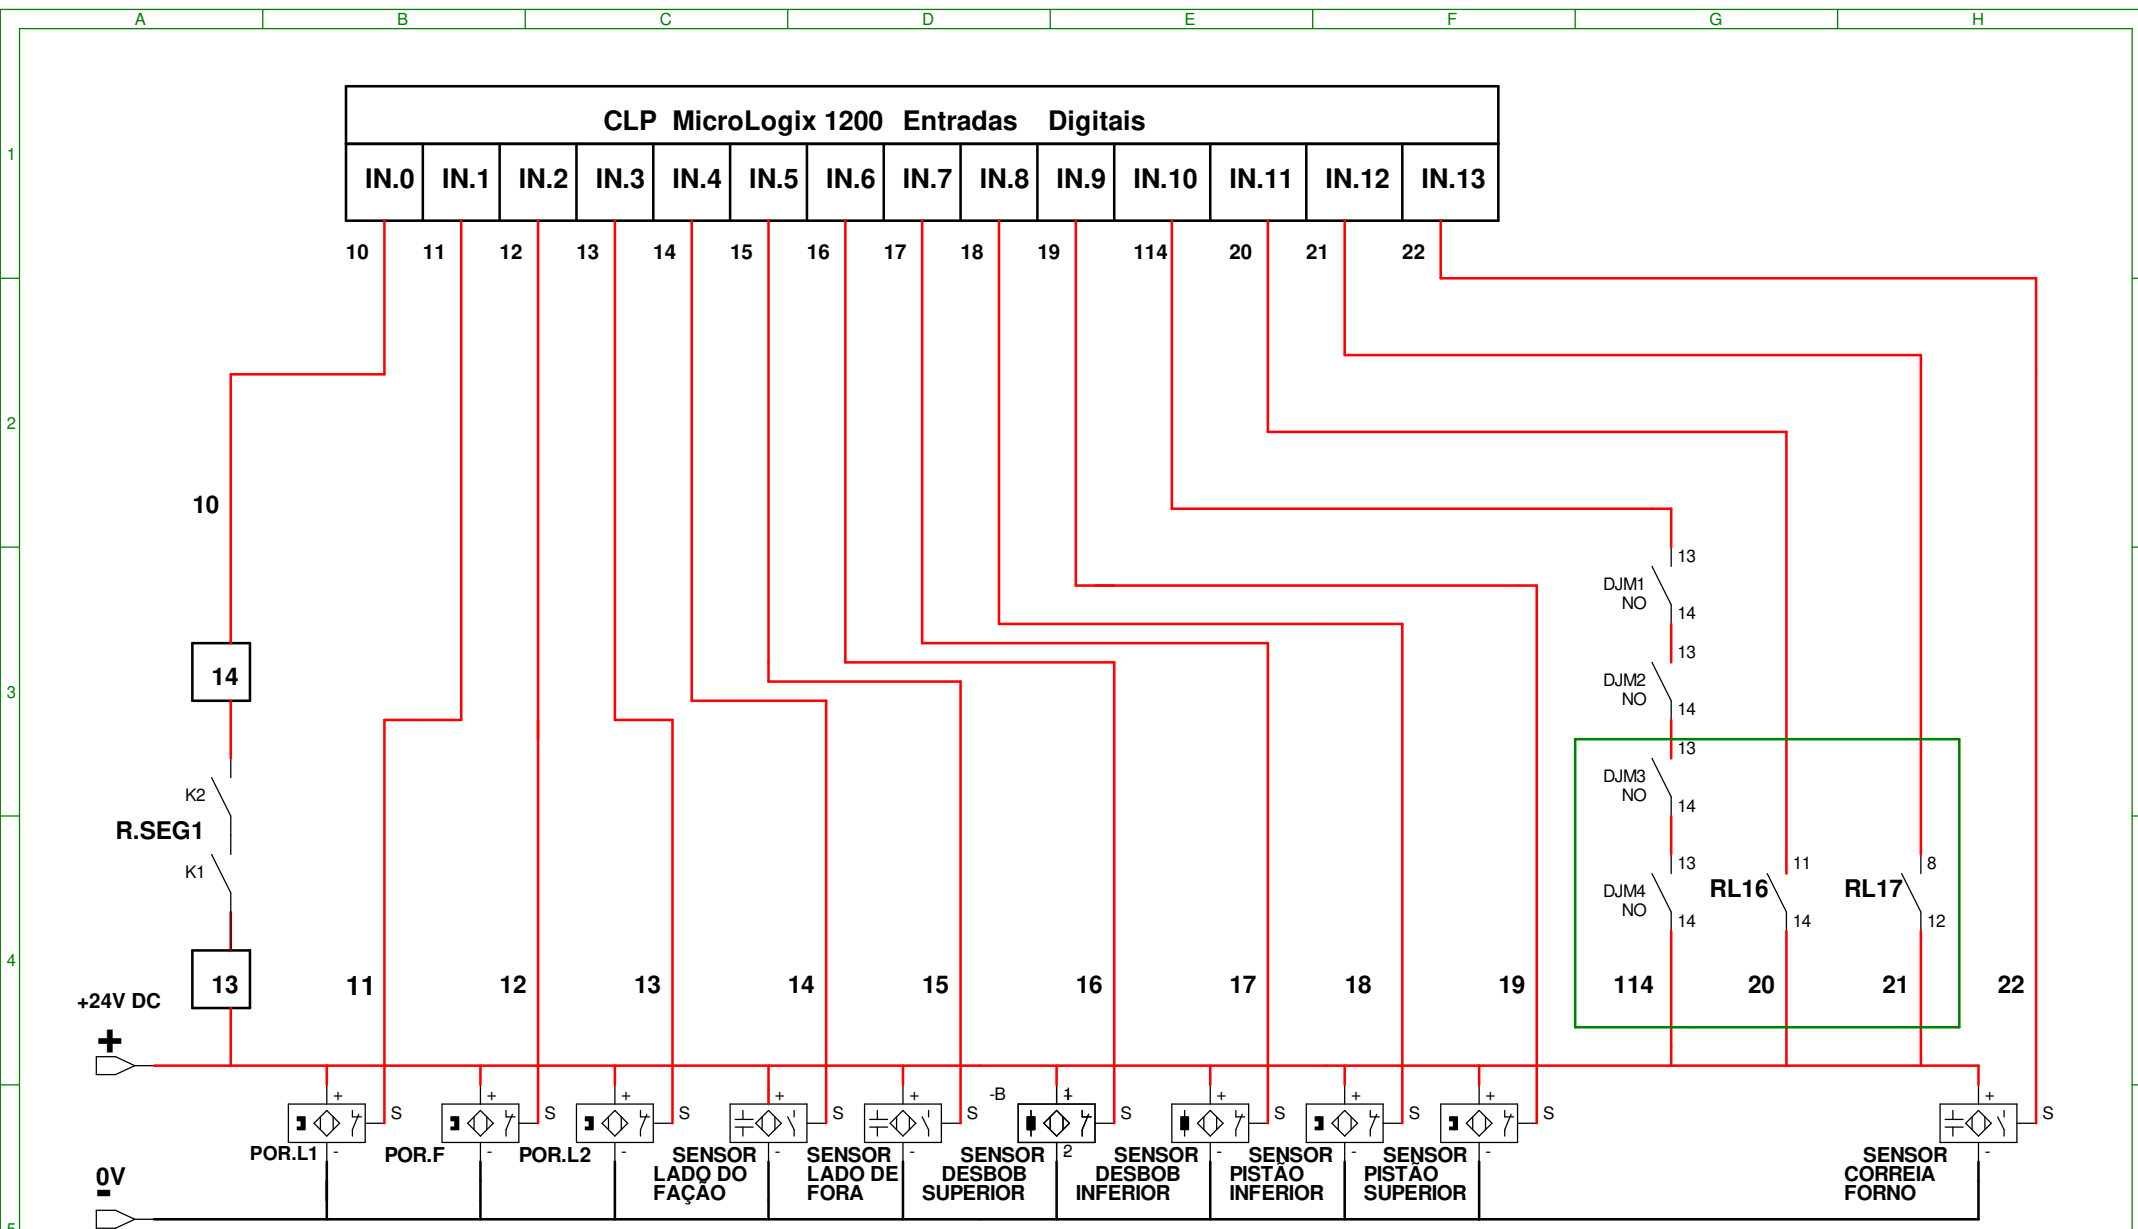 A B C D E F G H
CLP MicroLogix 1200 Entradas Digitais
1
IN.0 IN.1 IN.2 IN.3 IN.4 IN.5 IN.6 IN.7 IN.8 IN.9 IN.10 IN.11 IN.12 IN.13
10 11 12 13 14 15 16 17 18 19 114 20 21 22
2
10
13
DJM1
NO
14
13
DJM2
NO
14
14
3
13
DJM3
NO
14
K2
R.SEG1
K1
13
DJM4
NO
14
11
RL16
14
8
RL17
12
4
13
11 12 13 14 15 16 17 18 19 114 20 21 22
+24V DC
+
+ + + + + -B 1 + + + +
S S S S S S S S S S
POR.L1 - POR.F - POR.L2 - - - 2 - - - -
SENSOR
LADO DO
FAÇÃO
SENSOR
LADO DE
FORA
SENSOR
DESBOB
SUPERIOR
SENSOR
DESBOB
INFERIOR
SENSOR
PISTÃO
INFERIOR
SENSOR
PISTÃO
SUPERIOR
SENSOR
CORREIA
FORNO
0V
-
5